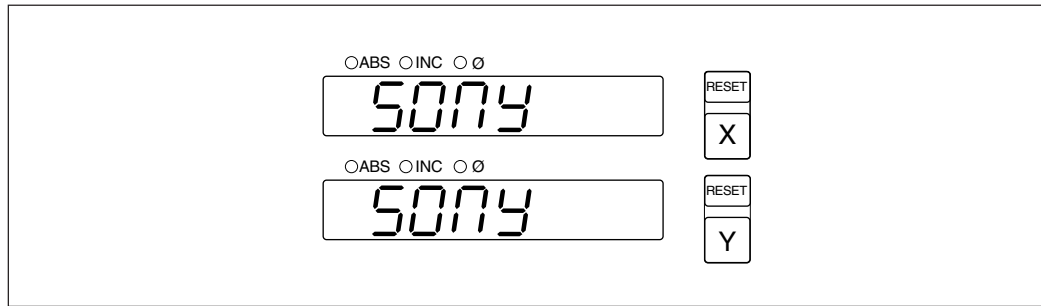 ABS INC Ø
SONY
RESET
X
ABS INC Ø
SONY
RESET
Y